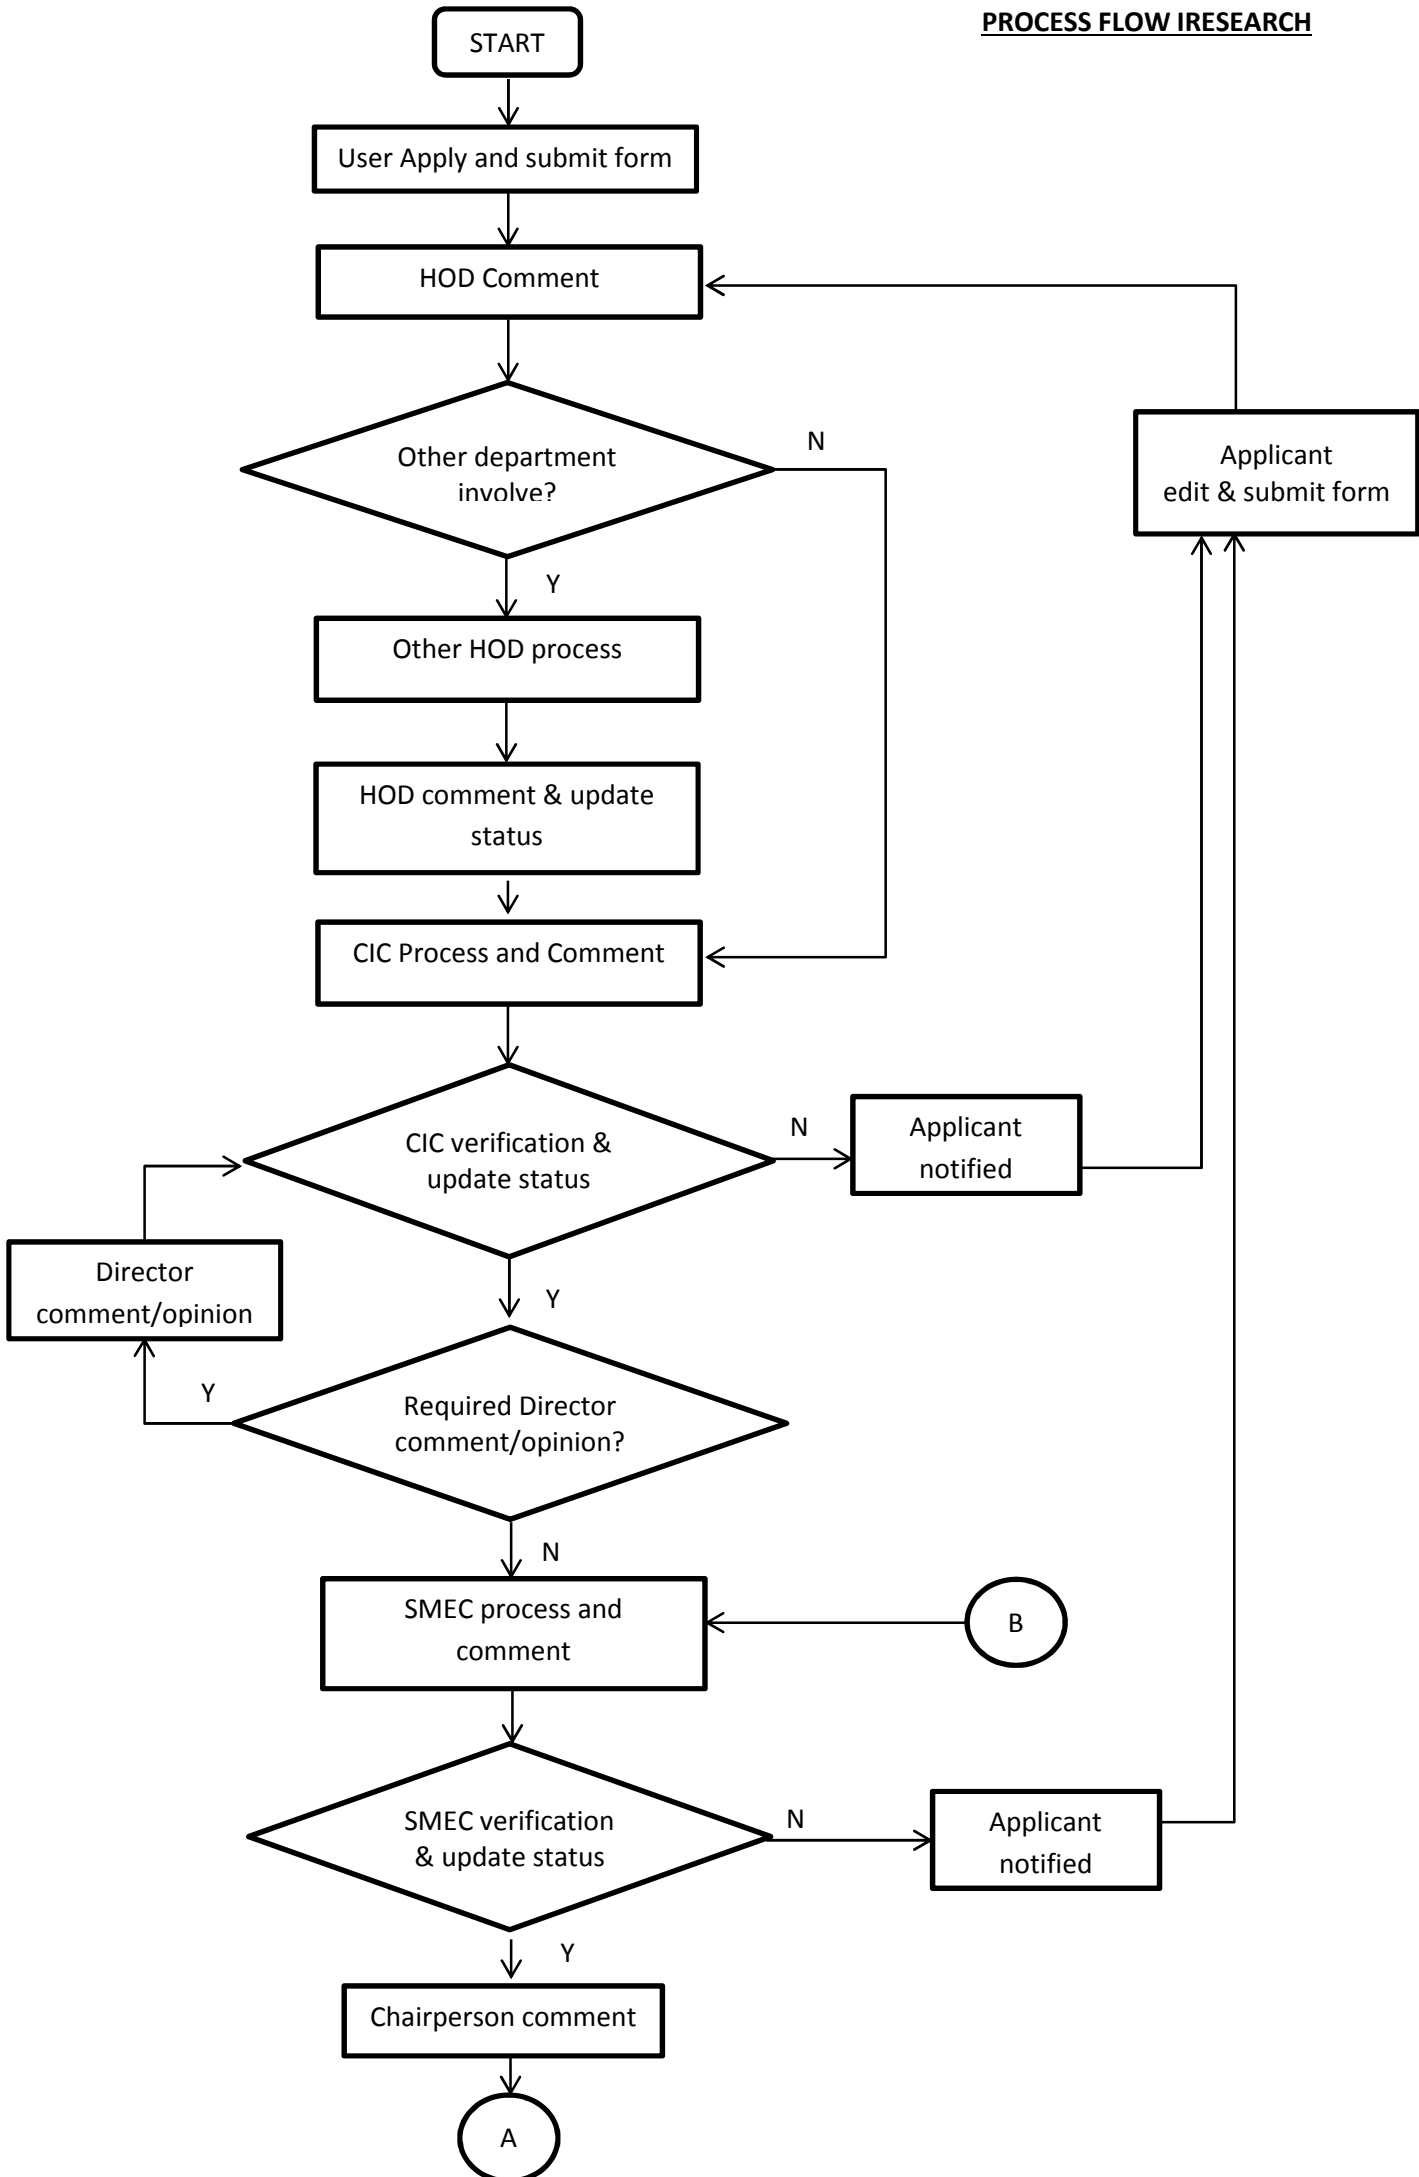 PROCESS FLOW IRESEARCH
START
User Apply and submit form
HOD Comment
Other department
involve?
N
Applicant
edit & submit form
Y
Other HOD process
HOD comment & update
status
CIC Process and Comment
CIC verification &
update status
N
Applicant
notified
Director
comment/opinion
Y
Y
Required Director
comment/opinion?
N
SMEC process and
comment
B
SMEC verification
& update status
N
Applicant
notified
Y
Chairperson comment
A